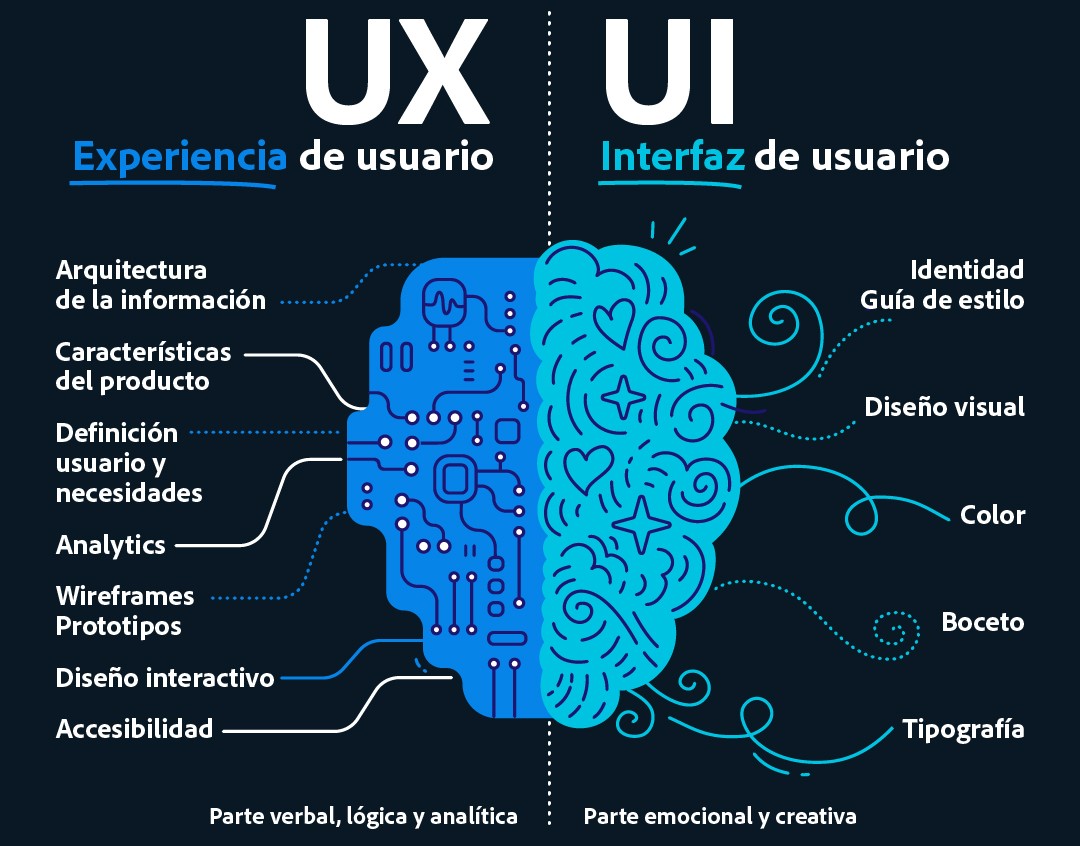 UX
Experiencia de usuario
Arquitectura
de la información
Características
del producto
Definición
usuario y
necesidades
Analytics
Wireframes
Prototipos
Diseño interactivo
Accesibilidad
Parte verbal, lógica y analítica
UI
Interfaz de usuario
Identidad
Guía de estilo
Diseño visual
Color
Boceto
Tipografía
Parte emocional y creativa